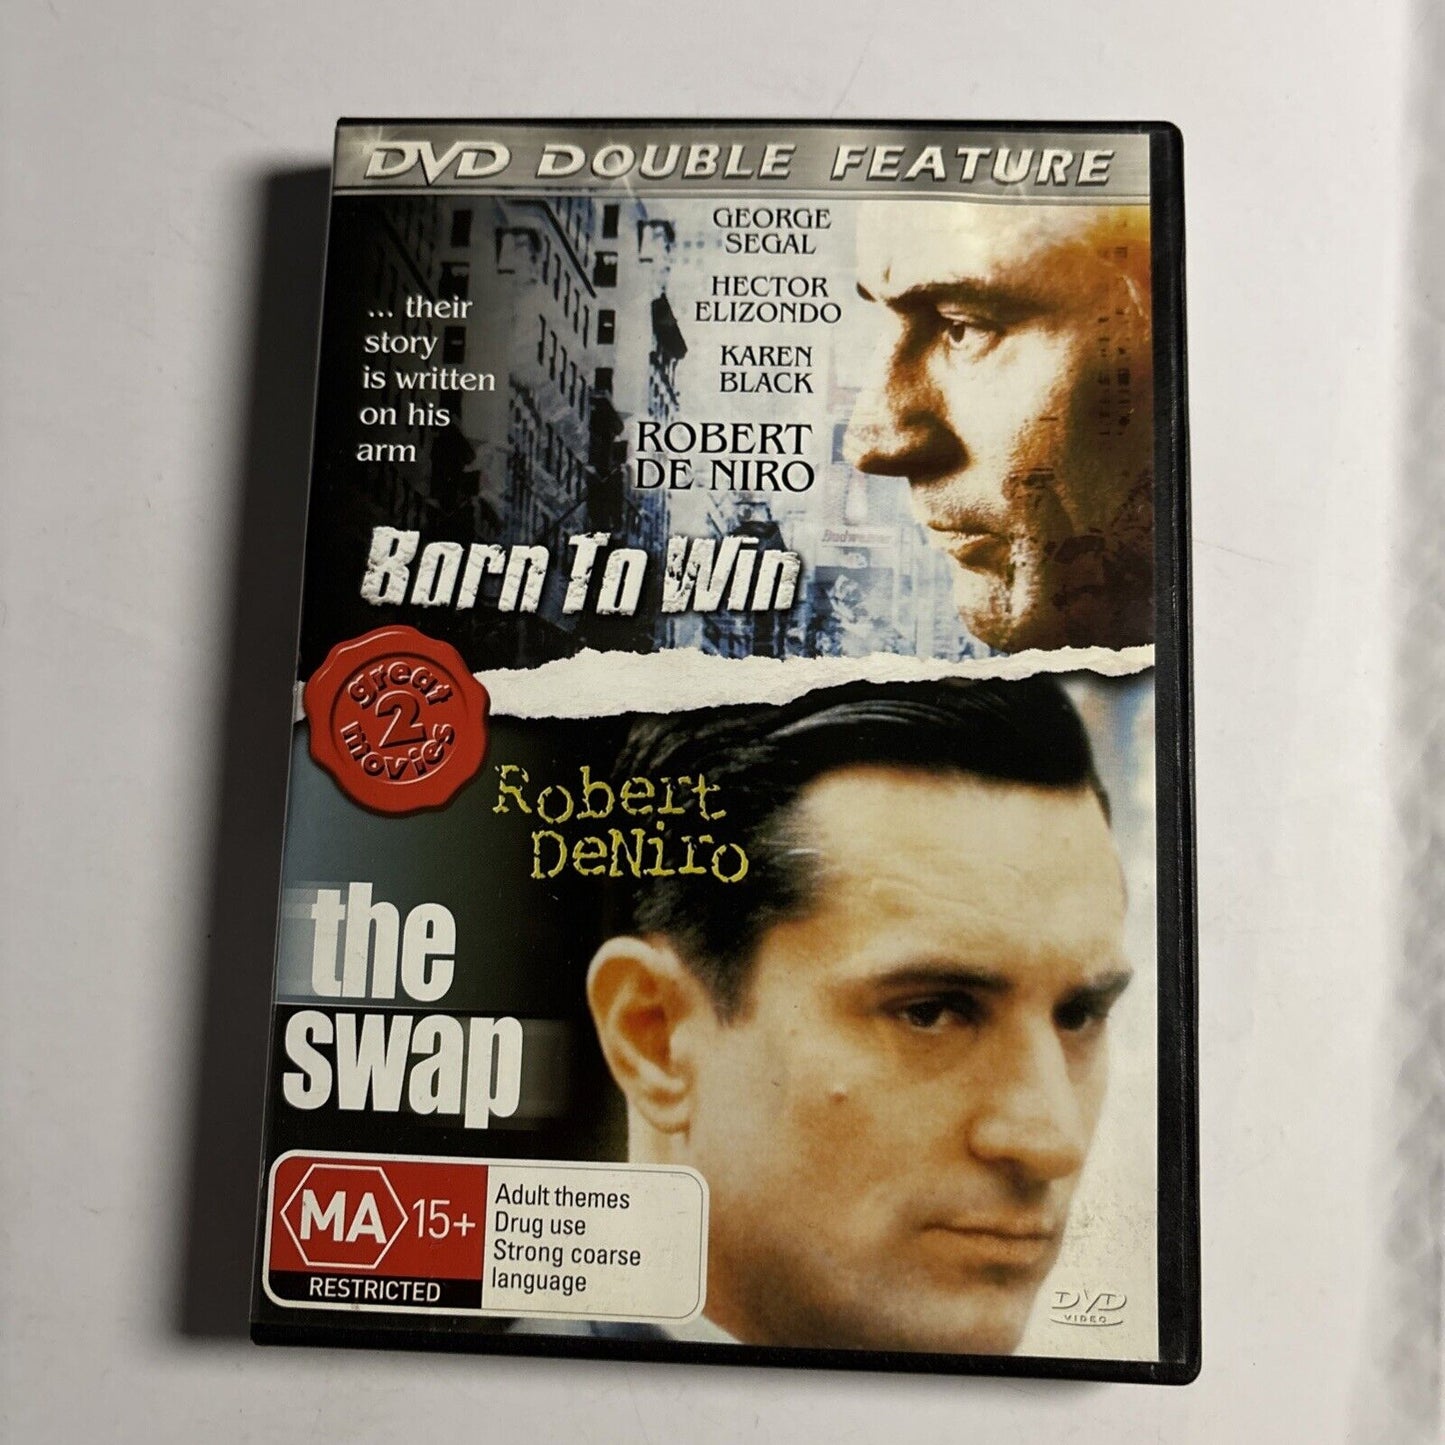 DVD DOUBLE FEATURE
GEORGE
SEGAL
HECTOR
ELIZONDO
KAREN
BLACK
ROBERT
DE NIRO
... their
story
is written
on his
arm
Budweiser
Born To Win
great
2
movies
Robert
DeNiro
the
swap
MA 15+
RESTRICTED
Adult themes
Drug use
Strong coarse
language
DVD
VIDEO